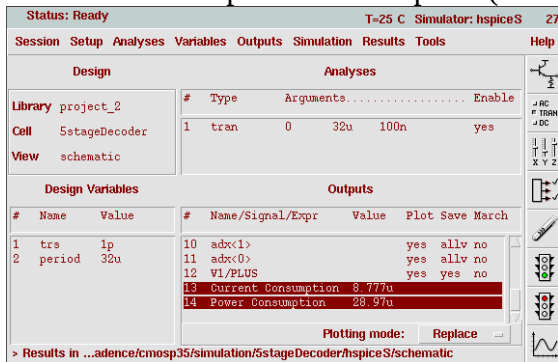 Status: Ready T=25 C Simulator: hspiceS 27
Session Setup Analyses Variables Outputs Simulation Results Tools Help
Design Analyses
Library project_2 # Type Arguments................... Enable
Cell 5stageDecoder 1 tran 0 32u 100n yes
View schematic
Design Variables Outputs
# Name Value # Name/Signal/Expr Value Plot Save March
1 trs 1p 10 adx<1> yes allv no
2 period 32u 11 adx<0> yes allv no
12 V1/PLUS yes yes no
13 Current Consumption 8.777u
14 Power Consumption 28.97u
Plotting mode: Replace
> Results in ...adence/cmosp35/simulation/5stageDecoder/hspiceS/schematic
AC
TRAN
DC
X Y Z